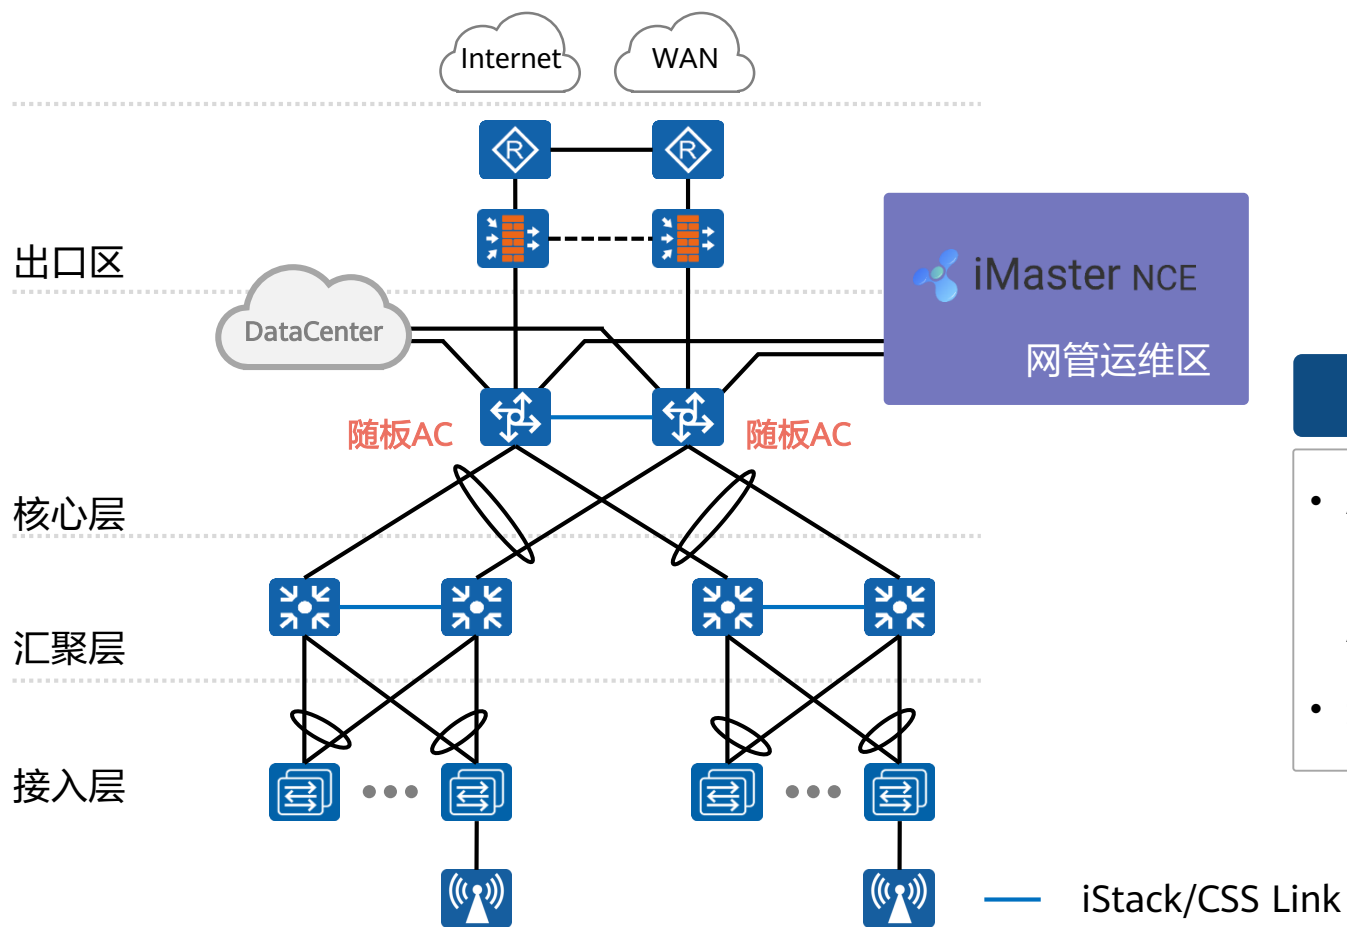 Internet
WAN
R
R
出口区
iMaster NCE
DataCenter
网管运维区
随板AC
随板AC
核心层
汇聚层
接入层
iStack/CSS Link